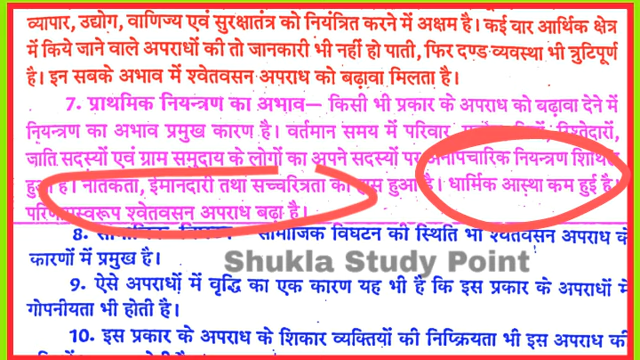 व्यापार, उद्योग, वाणिज्य एवं सुरक्षातंत्र को नियंत्रित करने में अक्षम है। कई वार आर्थिक क्षेत्र
में किये जाने वाले अपराधों की तो जानकारी भी नहीं हो पाती, फिर दण्ड व्यवस्था भी त्रुटिपूर्ण
है। इन सबके अभाव में श्वेतवसन अपराध को बढ़ावा मिलता है।
7. प्राथमिक नियन्त्रण का अभाव— किसी भी प्रकार के अपराध को बढ़ावा देने में
नियन्त्रण का अभाव प्रमुख कारण है। वर्तमान समय में परिवार, रिश्तेदारों,
जाति सदस्यों एवं ग्राम समुदाय के लोगों का अपने सदस्यों पर अनौपचारिक नियन्त्रण शिथिल
हुआ है। नैतिकता, ईमानदारी तथा सच्चरित्रता का ह्रास हुआ है। धार्मिक आस्था कम हुई है।
परिणामस्वरूप श्वेतवसन अपराध बढ़ा है।
8. सामाजिक विघटन— सामाजिक विघटन की स्थिति भी श्वेतवसन अपराध के
कारणों में प्रमुख है।
Shukla Study Point
9. ऐसे अपराधों में वृद्धि का एक कारण यह भी है कि इस प्रकार के अपराधों में
गोपनीयता भी होती है।
10. इस प्रकार के अपराध के शिकार व्यक्तियों की निष्क्रियता भी इस अपराध की